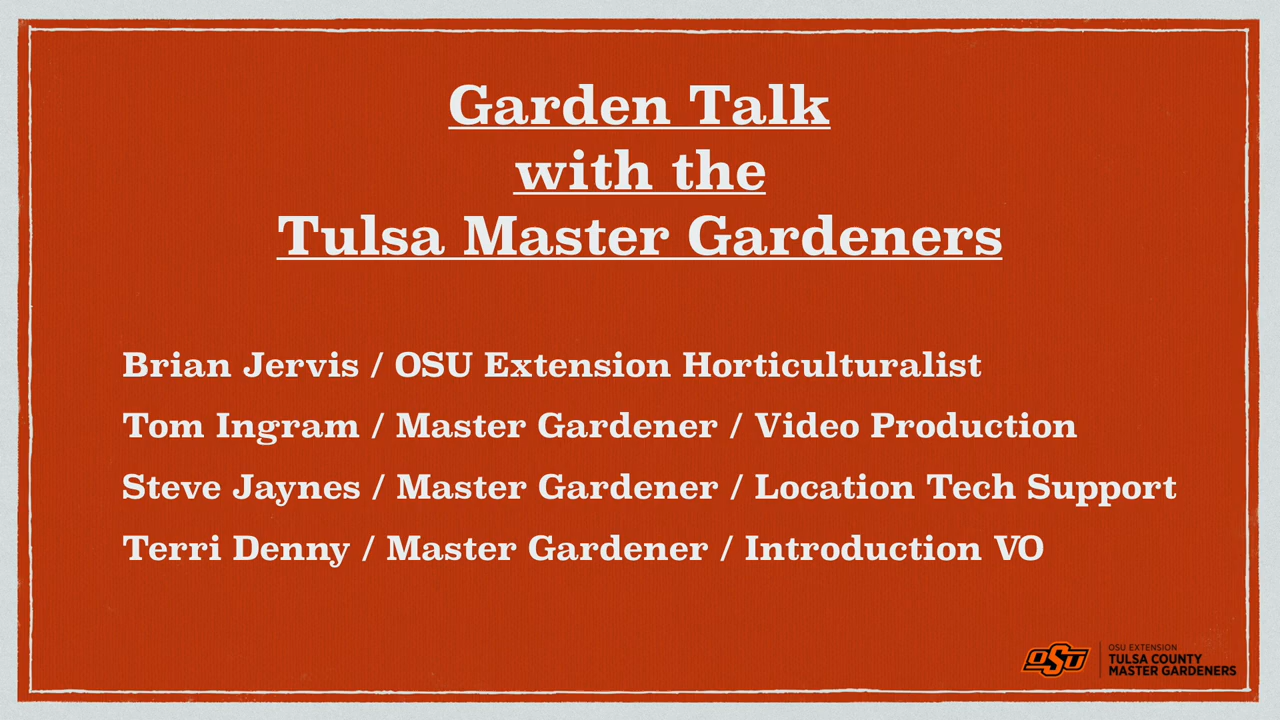 Garden Talk
with the
Tulsa Master Gardeners
Brian Jervis / OSU Extension Horticulturalist
Tom Ingram / Master Gardener / Video Production
Steve Jaynes / Master Gardener / Location Tech Support
Terri Denny / Master Gardener / Introduction VO
OSU
OSU EXTENSION
TULSA COUNTY
MASTER GARDENERS